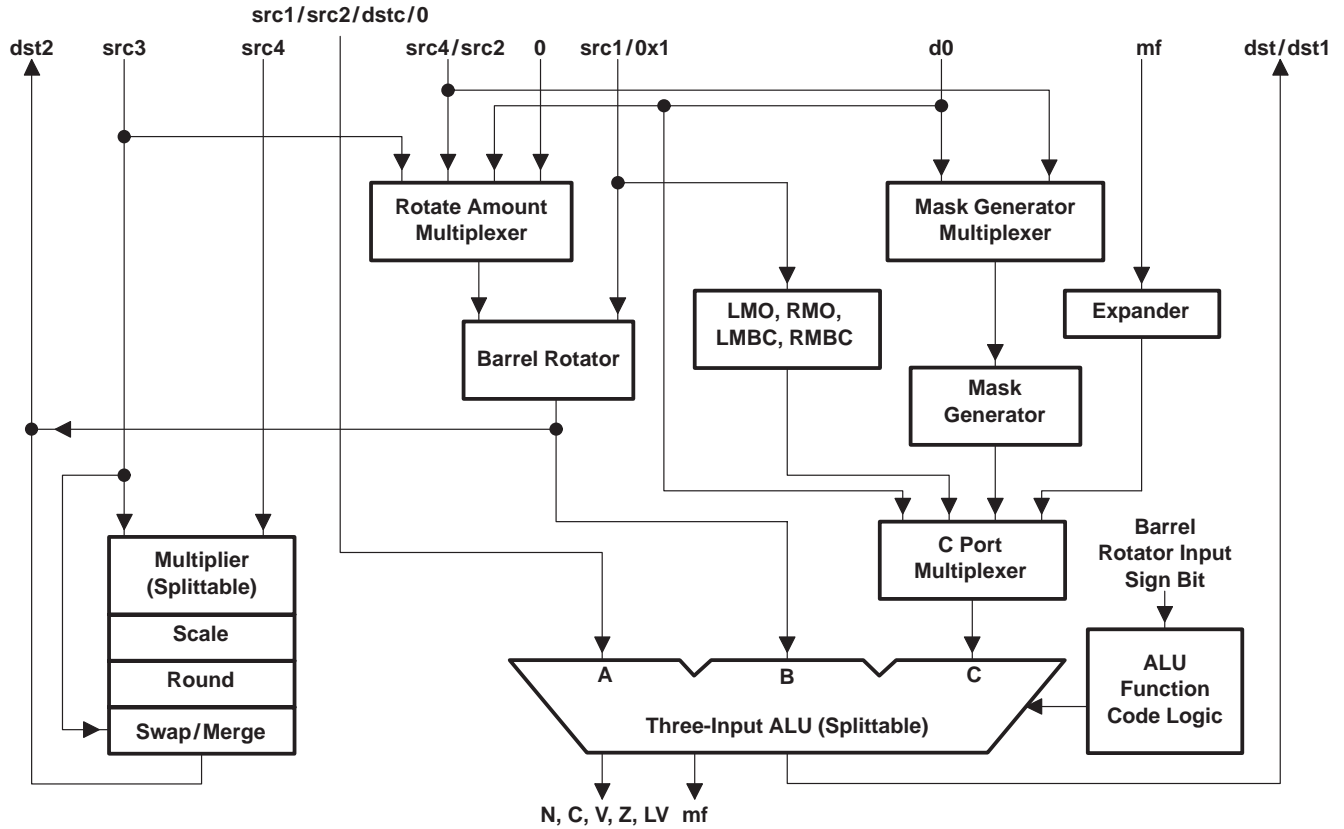 src1/src2/dstc/0
dst2
src3
src4
src4/src2
0
src1/0x1
d0
mf
dst/dst1
Rotate Amount
Multiplexer
Mask Generator
Multiplexer
LMO, RMO,
LMBC, RMBC
Expander
Barrel Rotator
Mask
Generator
Multiplier
(Splittable)
Scale
Round
Swap/Merge
C Port
Multiplexer
Barrel
Rotator Input
Sign Bit
A
B
C
Three-Input ALU (Splittable)
ALU
Function
Code Logic
N, C, V, Z, LV
mf